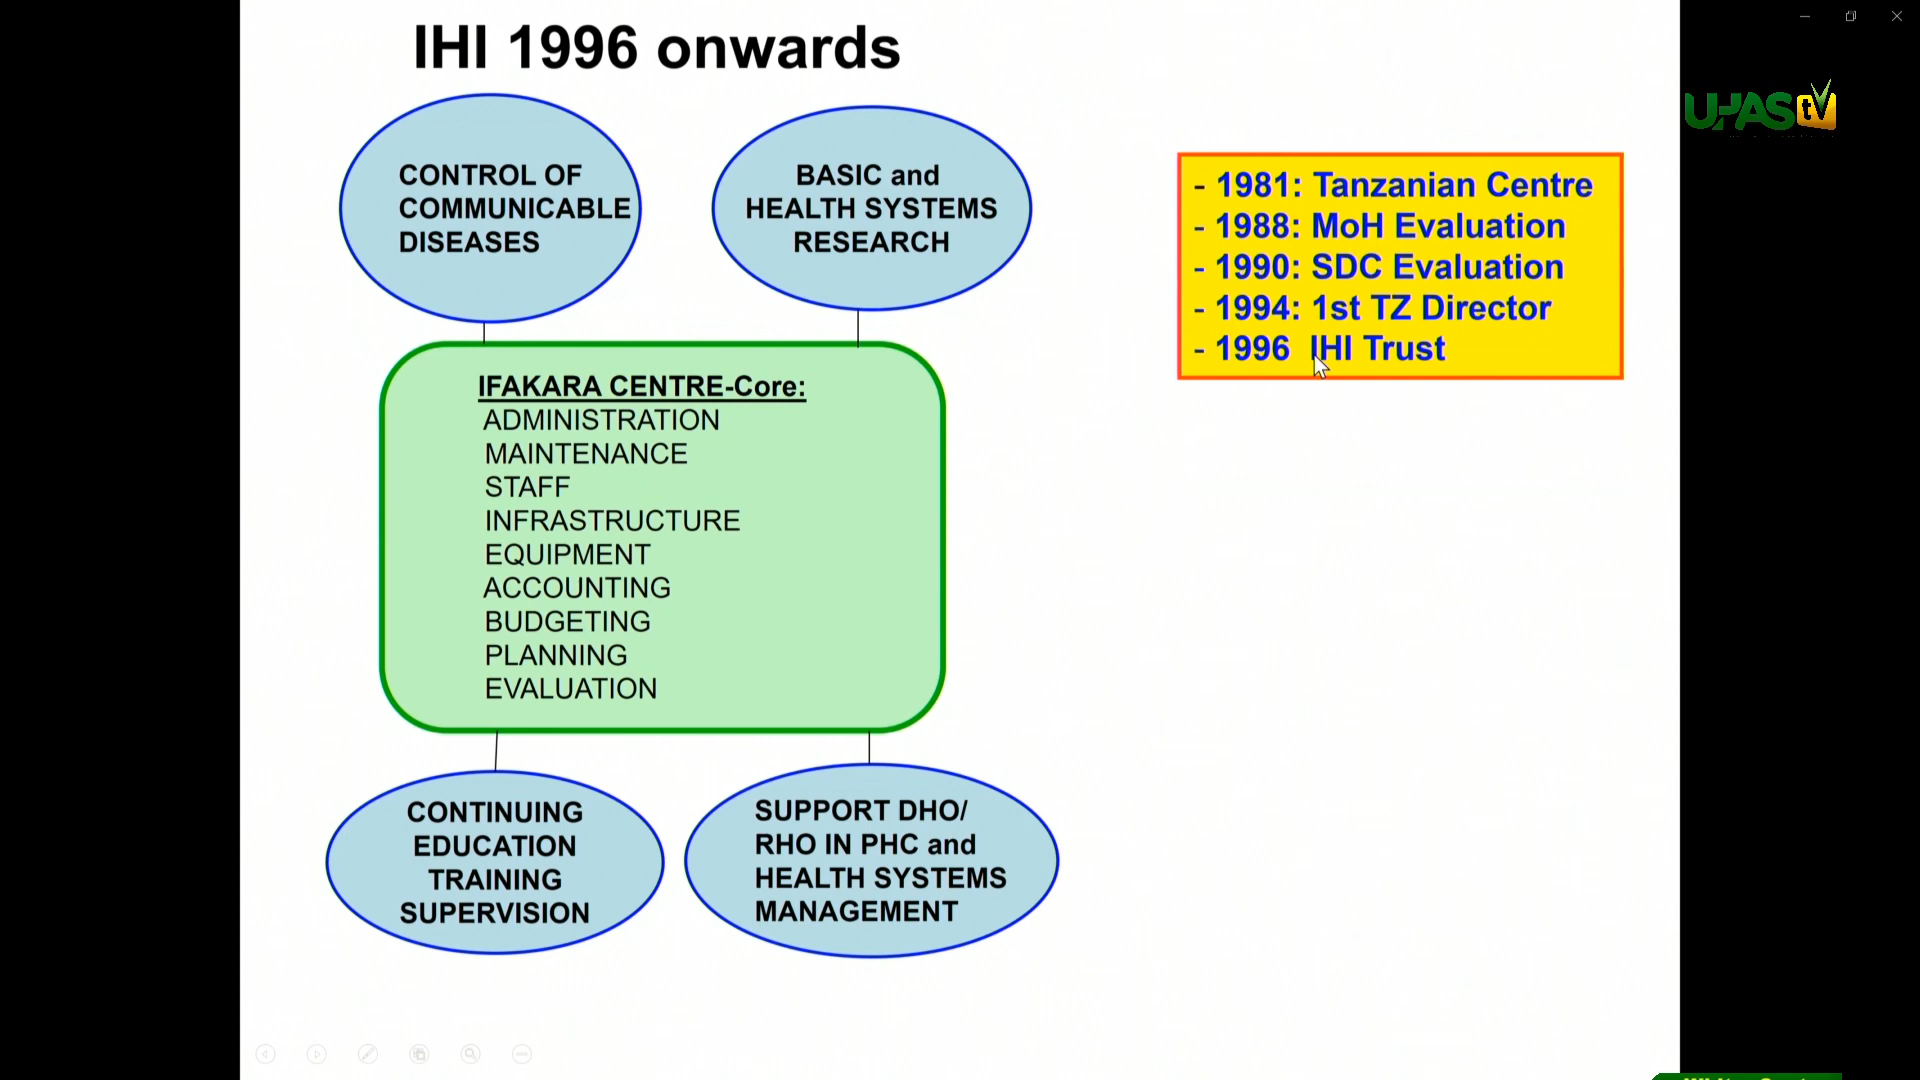 IHI 1996 onwards
CONTROL OF
COMMUNICABLE
DISEASES
BASIC and
HEALTH SYSTEMS
RESEARCH
- 1981: Tanzanian Centre
- 1988: MoH Evaluation
- 1990: SDC Evaluation
- 1994: 1st TZ Director
- 1996 IHI Trust
IFAKARA CENTRE-Core:
ADMINISTRATION
MAINTENANCE
STAFF
INFRASTRUCTURE
EQUIPMENT
ACCOUNTING
BUDGETING
PLANNING
EVALUATION
CONTINUING
EDUCATION
TRAINING
SUPERVISION
SUPPORT DHO/
RHO IN PHC and
HEALTH SYSTEMS
MANAGEMENT
UHAS tv